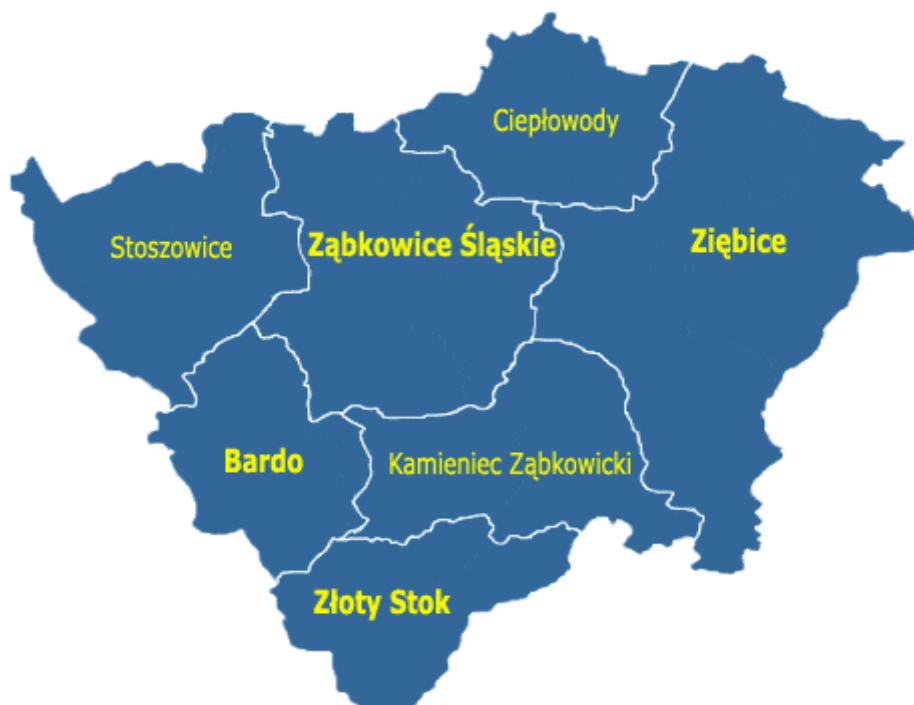 Ciepłowody
Stoszowice
Ząbkowice Śląskie
Ziębice
Bardo
Kamieniec Ząbkowicki
Złoty Stok